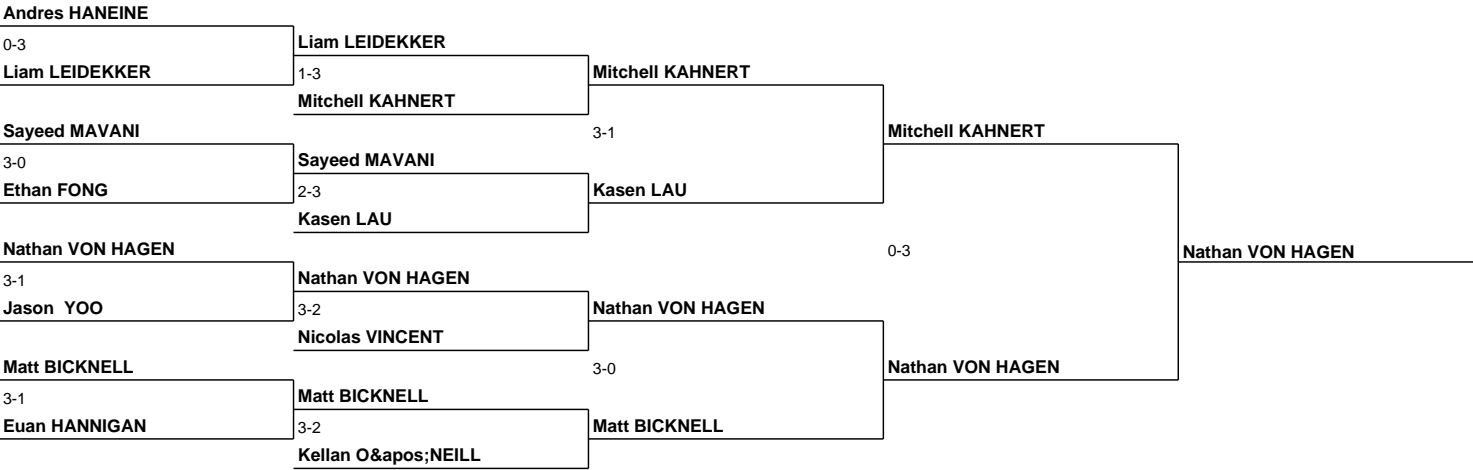 Andres HANEINE
0-3
Liam LEIDEKKER
Liam LEIDEKKER
1-3
Mitchell KAHNERT
Mitchell KAHNERT
Sayeed MAVANI
3-1
Mitchell KAHNERT
3-0
Sayeed MAVANI
Ethan FONG
2-3
Kasen LAU
Kasen LAU
Nathan VON HAGEN
0-3
Nathan VON HAGEN
3-1
Nathan VON HAGEN
Jason  YOO
3-2
Nathan VON HAGEN
Nicolas VINCENT
Matt BICKNELL
3-0
Nathan VON HAGEN
3-1
Matt BICKNELL
Euan HANNIGAN
3-2
Matt BICKNELL
Kellan O&apos;NEILL